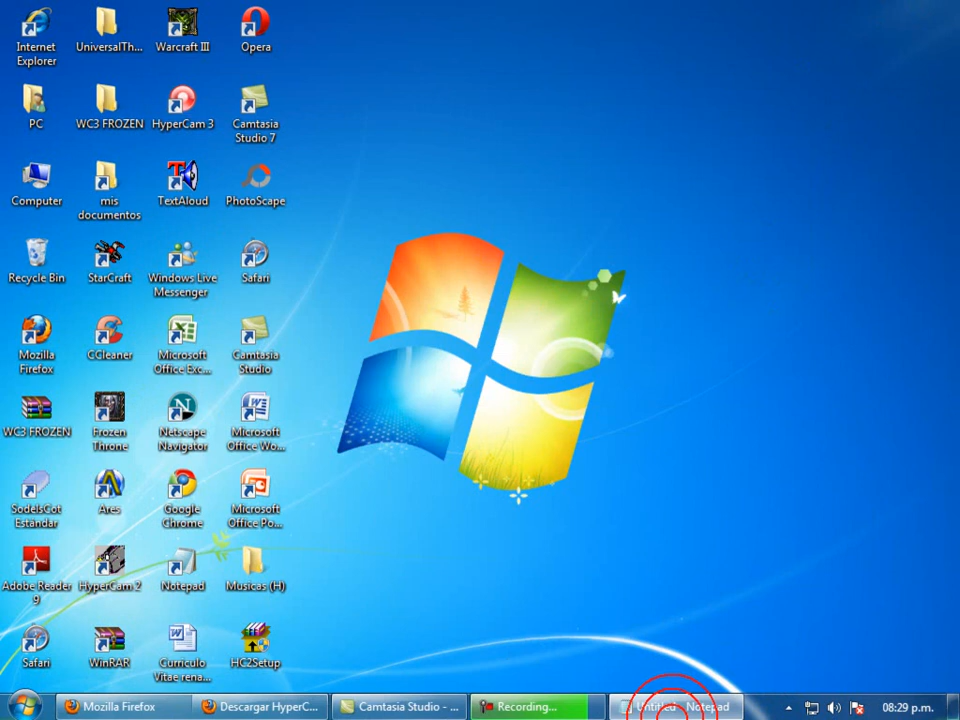 Internet
Explorer
UniversalTh...
Warcraft III
Opera
PC
WC3 FROZEN
HyperCam 3
Camtasia
Studio 7
Computer
mis
documentos
TextAloud
PhotoScape
Recycle Bin
StarCraft
Windows Live
Messenger
Safari
Mozilla
Firefox
CCleaner
Microsoft
Office Exc...
Camtasia
Studio
WC3 FROZEN
Frozen
Throne
Netscape
Navigator
Microsoft
Office Wo...
SodelsCot
Estándar
Ares
Google
Chrome
Microsoft
Office Po...
Adobe Reader
9
HyperCam 2
Notepad
Musicas (H)
Safari
WinRAR
Curriculo
Vitae rena...
HC2Setup
Mozilla Firefox
Descargar HyperC...
Camtasia Studio - ...
Recording...
Untitled - Notepad
08:29 p.m.